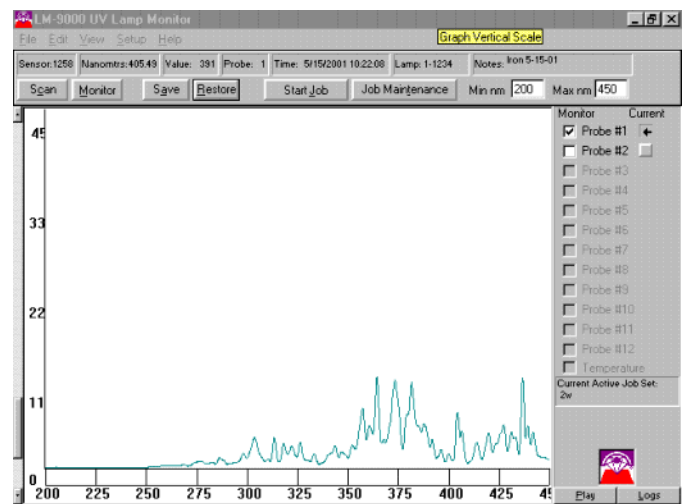 LM-9000 UV Lamp Monitor
File Edit View Setup Help
Graph Vertical Scale
Sensor:1258 Nanomtrs:405.49 Value: 391 Probe: 1 Time: 5/15/2001 10:22:08 Lamp: 1-1234 Notes: Iron 5-15-01
Scan Monitor Save Restore Start Job Job Maintenance Min nm 200 Max nm 450
Monitor Current
Probe #1
Probe #2
Probe #3
Probe #4
Probe #5
Probe #6
Probe #7
Probe #8
Probe #9
Probe #10
Probe #11
Probe #12
Temperature
Current Active Job Set:
2w
45
33
22
11
0
200 225 250 275 300 325 350 375 400 425 45
Play Logs